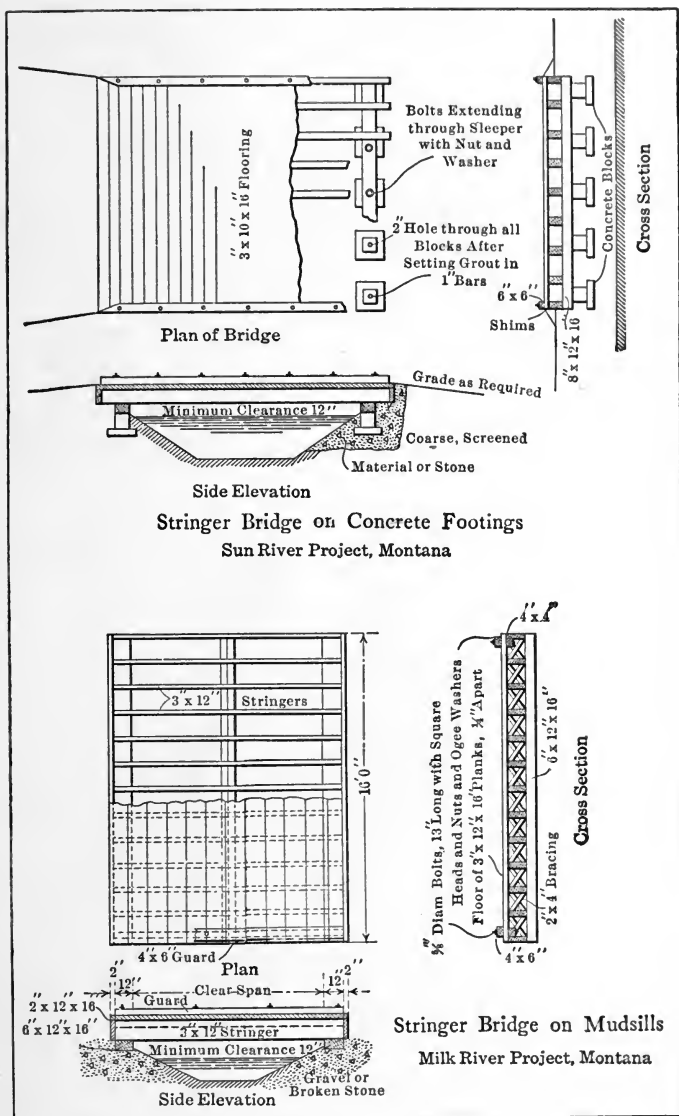 3"x 10"x 16 Flooring
Bolts Extending
through Sleeper
with Nut and
Washer
2" Hole through all
Blocks After
Setting Grout in
1" Bars
Plan of Bridge
6"x 6"
Shims
8"x 12"x 16
Concrete Blocks
Cross Section
Grade as Required
Minimum Clearance 12"
Coarse, Screened
Material or Stone
Side Elevation
Stringer Bridge on Concrete Footings
Sun River Project, Montana
3"x 12" Stringers
16'0"
4"x 6" Guard
Plan
Diam Bolts, 13" Long with Square
Heads and Nuts and Ogee Washers
Floor of 3"x 12"x 16" Planks, ¼" Apart
4"x 4"
6"x 12"x 16"
2"x 4" Bracing
4"x 6"
Cross Section
2"
12"
Clear Span
12"
2"
2"x 12"x 16"
6"x 12"x 16"
Guard
3"x 12" Stringer
Minimum Clearance 12"
Gravel or
Broken Stone
Side Elevation
Stringer Bridge on Mudsills
Milk River Project, Montana